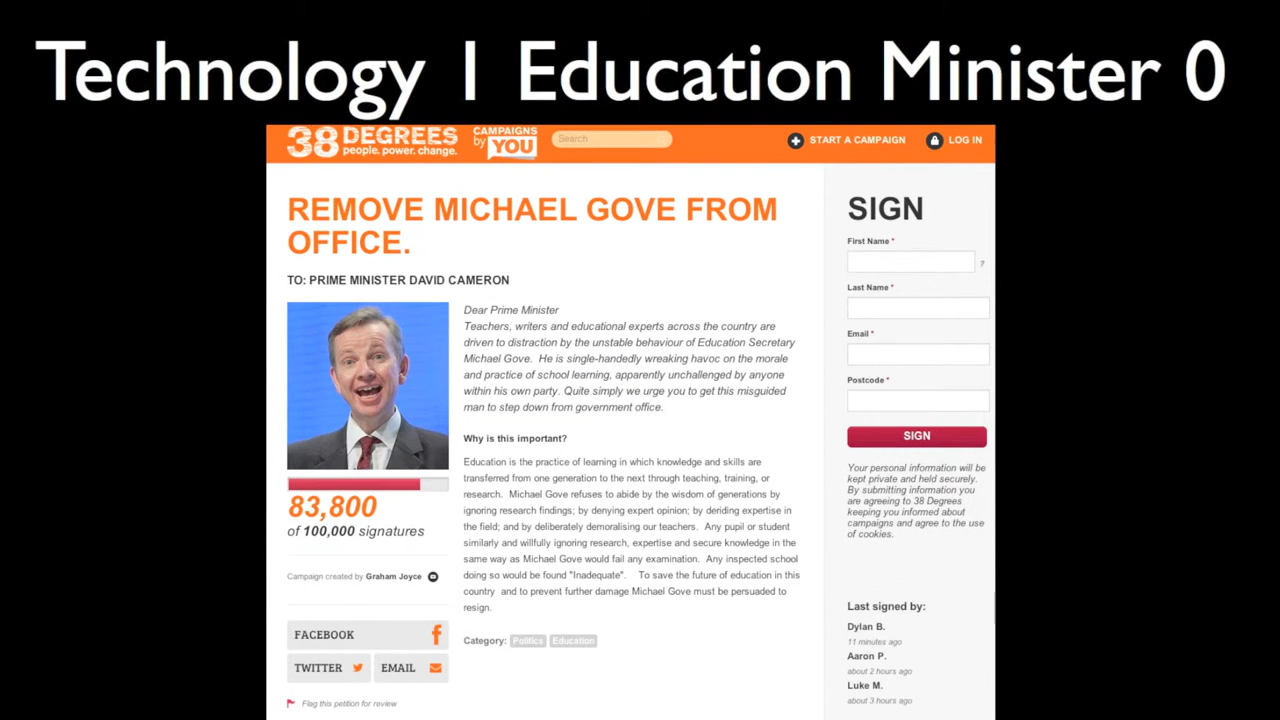 Technology 1 Education Minister 0
38 DEGREES
people. power. change.
CAMPAIGNS
by YOU
Search
START A CAMPAIGN
LOG IN
REMOVE MICHAEL GOVE FROM
OFFICE.
TO: PRIME MINISTER DAVID CAMERON
Dear Prime Minister
Teachers, writers and educational experts across the country are
driven to distraction by the unstable behaviour of Education Secretary
Michael Gove. He is single-handedly wreaking havoc on the morale
and practice of school learning, apparently unchallenged by anyone
within his own party. Quite simply we urge you to get this misguided
man to step down from government office.
Why is this important?
Education is the practice of learning in which knowledge and skills are
transferred from one generation to the next through teaching, training, or
research. Michael Gove refuses to abide by the wisdom of generations by
ignoring research findings; by denying expert opinion; by deriding expertise in
the field; and by deliberately demoralising our teachers. Any pupil or student
similarly and willfully ignoring research, expertise and secure knowledge in the
same way as Michael Gove would fail any examination. Any inspected school
doing so would be found "Inadequate". To save the future of education in this
country and to prevent further damage Michael Gove must be persuaded to
resign.
Category: Politics Education
83,800
of 100,000 signatures
Campaign created by Graham Joyce
FACEBOOK
TWITTER
EMAIL
Flag this petition for review
SIGN
First Name *
?
Last Name *
Email *
Postcode *
SIGN
Your personal information will be
kept private and held securely.
By submitting information you
are agreeing to 38 Degrees
keeping you informed about
campaigns and agree to the use
of cookies.
Last signed by:
Dylan B.
11 minutes ago
Aaron P.
about 2 hours ago
Luke M.
about 3 hours ago